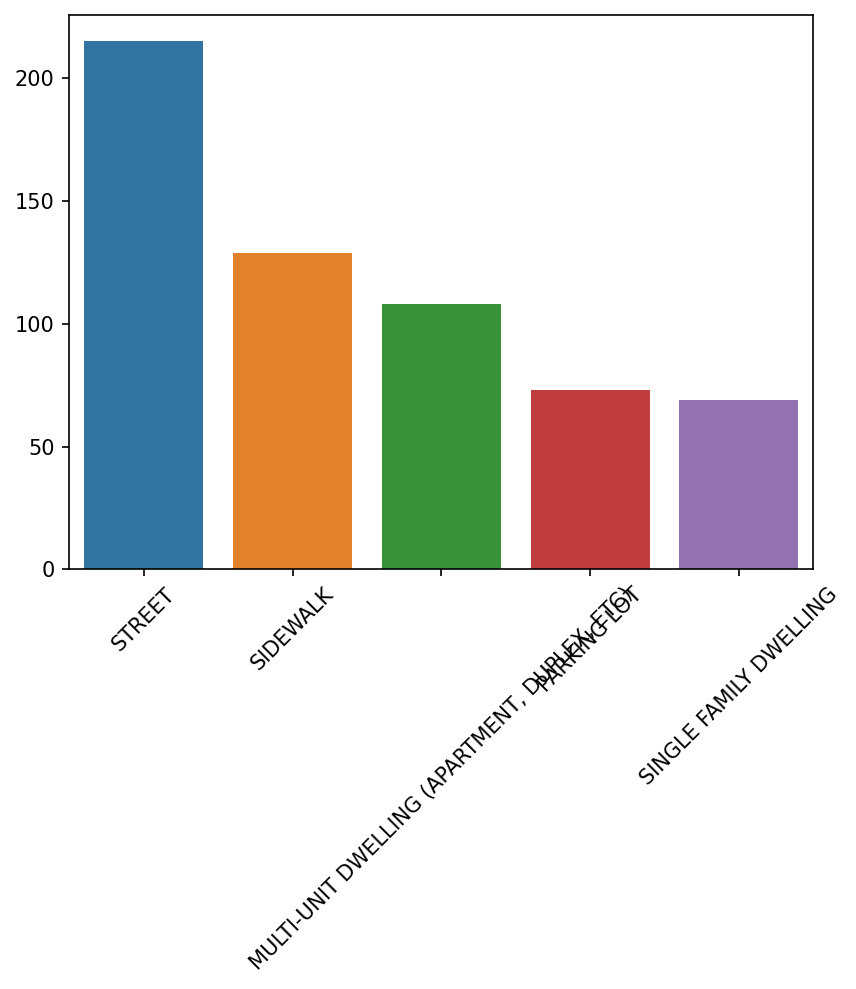 200
150
100
50
0
STREET
SIDEWALK
MULTI-UNIT DWELLING (APARTMENT, DUPLEX, ETC)
PARKING LOT
SINGLE FAMILY DWELLING